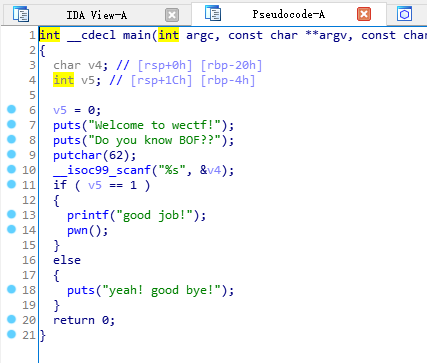 IDA View-A Pseudocode-A
1 int __cdecl main(int argc, const char **argv, const char
2 {
3 char v4; // [rsp+0h] [rbp-20h]
4 int v5; // [rsp+1Ch] [rbp-4h]
5
6 v5 = 0;
7 puts("Welcome to wectf!");
8 puts("Do you know BOF??");
9 putchar(62);
10 __isoc99_scanf("%s", &v4);
11 if ( v5 == 1 )
12 {
13 printf("good job!");
14 pwn();
15 }
16 else
17 {
18 puts("yeah! good bye!");
19 }
20 return 0;
21 }